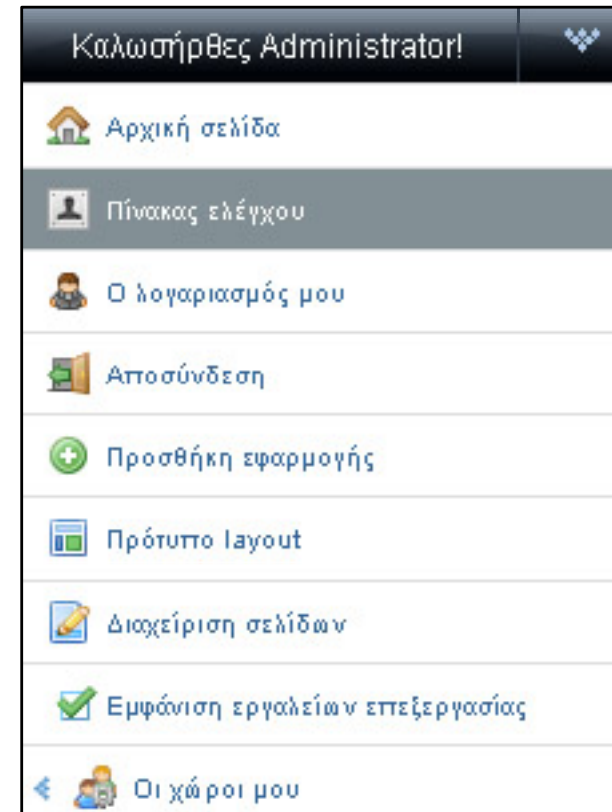 Καλωσήρθες Administrator!
Αρχική σελίδα
Πίνακας ελέγχου
Ο λογαριασμός μου
Αποσύνδεση
Προσθήκη εφαρμογής
Πρότυπο layout
Διαχείριση σελίδων
Εμφάνιση εργαλείων επεξεργασίας
Οι χώροι μου